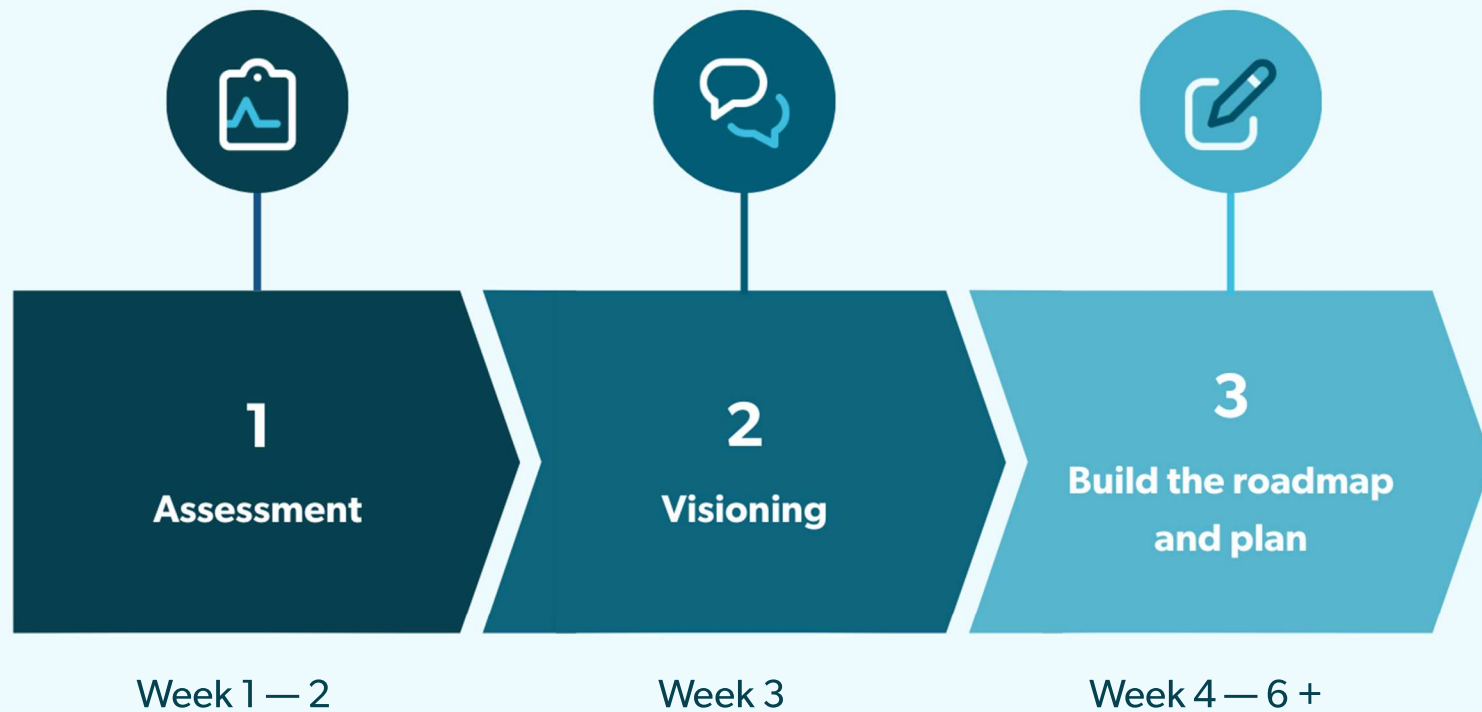 1
Assessment
2
Visioning
3
Build the roadmap
and plan
Week 1 — 2
Week 3
Week 4 — 6 +